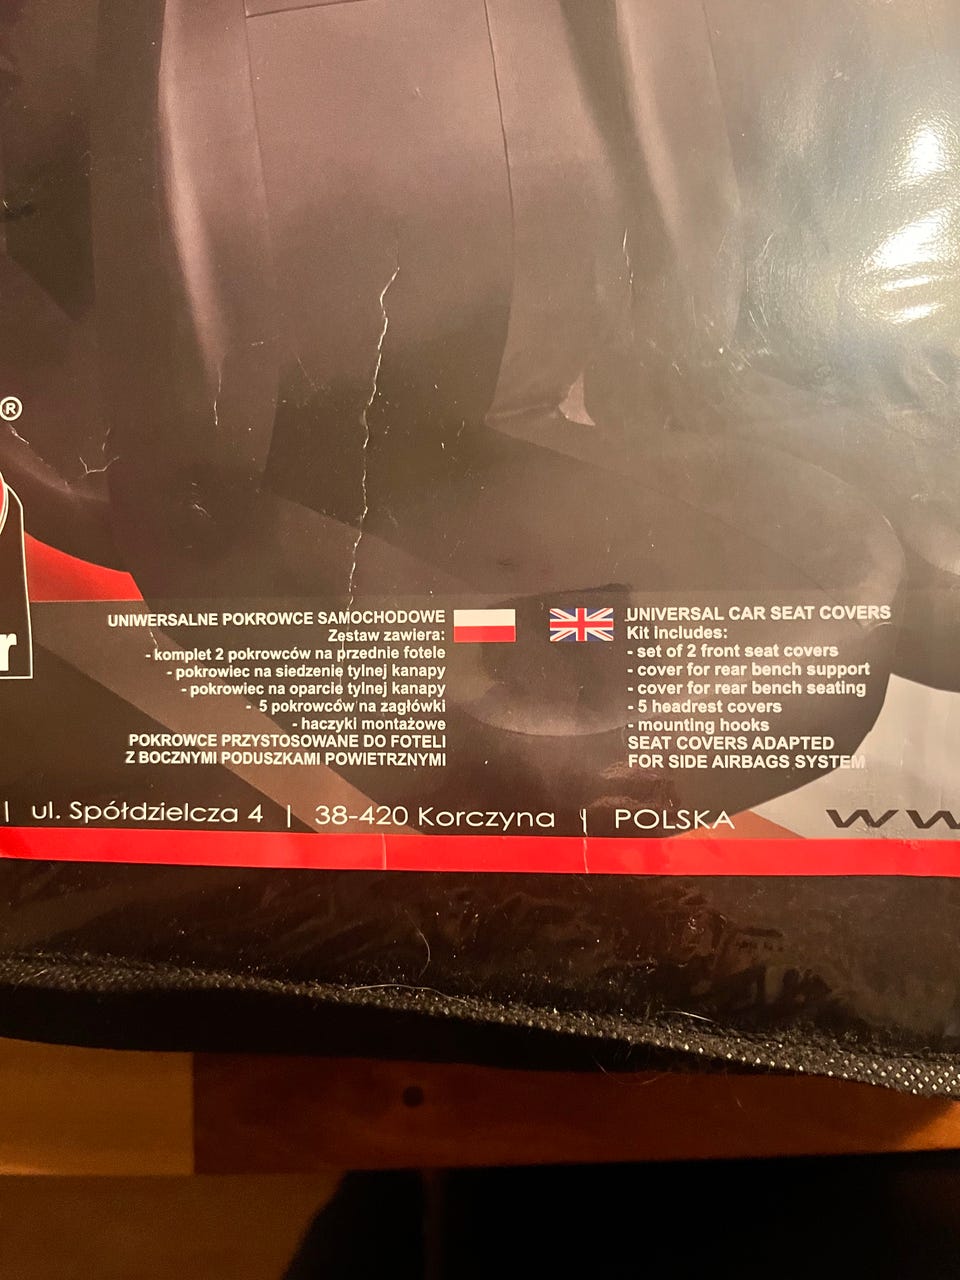 ®
r
UNIWERSALNE POKROWCE SAMOCHODOWE
Zestaw zawiera:
- komplet 2 pokrowców na przednie fotele
- pokrowiec na siedzenie tylnej kanapy
- pokrowiec na oparcie tylnej kanapy
- 5 pokrowców na zagłówki
- haczyki montażowe
POKROWCE PRZYSTOSOWANE DO FOTELI
Z BOCZNYMI PODUSZKAMI POWIETRZNYMI
UNIVERSAL CAR SEAT COVERS
Kit includes:
- set of 2 front seat covers
- cover for rear bench support
- cover for rear bench seating
- 5 headrest covers
- mounting hooks
SEAT COVERS ADAPTED
FOR SIDE AIRBAGS SYSTEM
| ul. Spółdzielcza 4 | 38-420 Korczyna | POLSKA ww